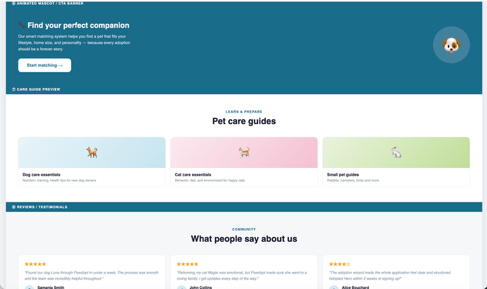 ANIMATED MASCOT / CTA BANNER
Find your perfect companion
Our smart matching system helps you find a pet that fits your
lifestyle, home size, and personality — because every adoption
should be a forever story.
Start matching →
CARE GUIDE PREVIEW
LEARN & PREPARE
Pet care guides
Dog care essentials
Nutrition, training, health tips for new dog owners
Cat care essentials
Behavior, diet, and environment for happy cats
Small pet guides
Rabbits, hamsters, birds and more
REVIEWS / TESTIMONIALS
COMMUNITY
What people say about us
"Found our dog Luna through
in under a week. The process was smooth
and the team was incredibly helpful throughout."
Samanta Smith
"Rehoming my cat Migjie was emotional, but
made sure she went to a
loving family. I get updates every step of the way."
John Collins
"The adoption wizard made the whole application feel clear and structured.
Adopted Hero within 2 weeks of signing up!"
Alice Bouchard